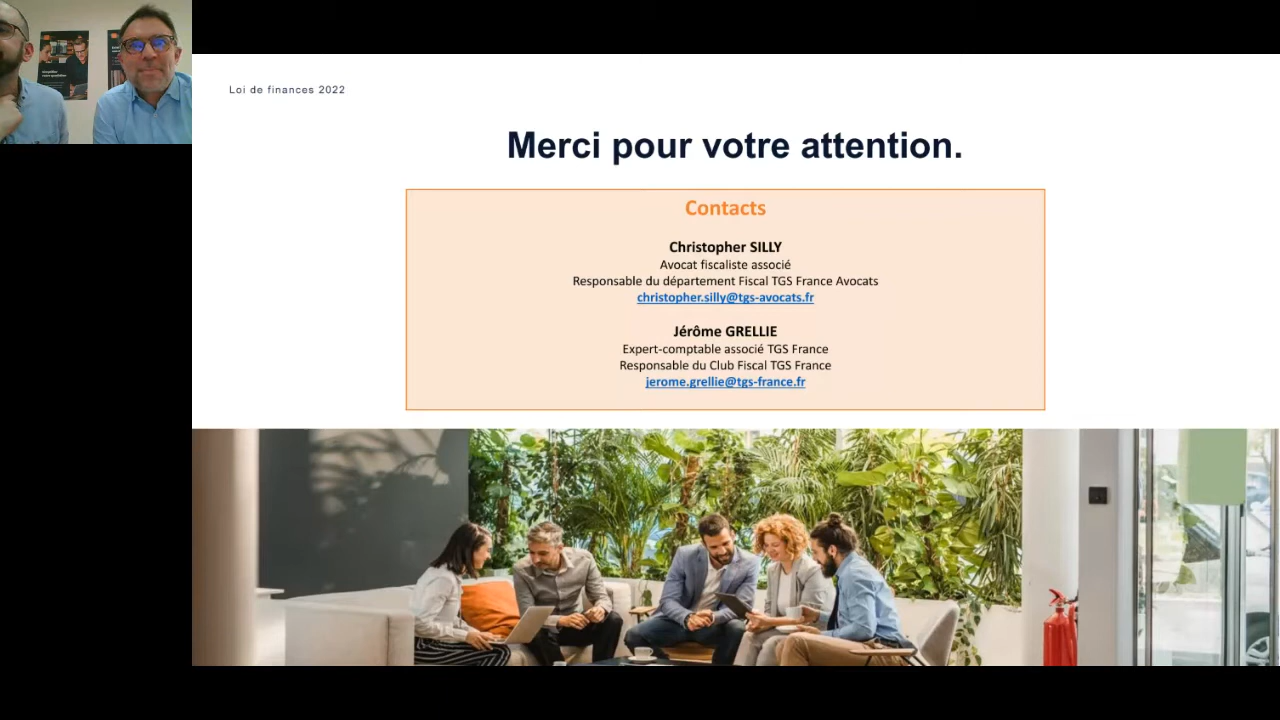 Loi de finances 2022
Merci pour votre attention.
Contacts
Christopher SILLY
Avocat fiscaliste associé
Responsable du département Fiscal TGS France Avocats
christopher.silly@tgs-avocats.fr
Jérôme GRELLIE
Expert-comptable associé TGS France
Responsable du Club Fiscal TGS France
jerome.grellie@tgs-france.fr